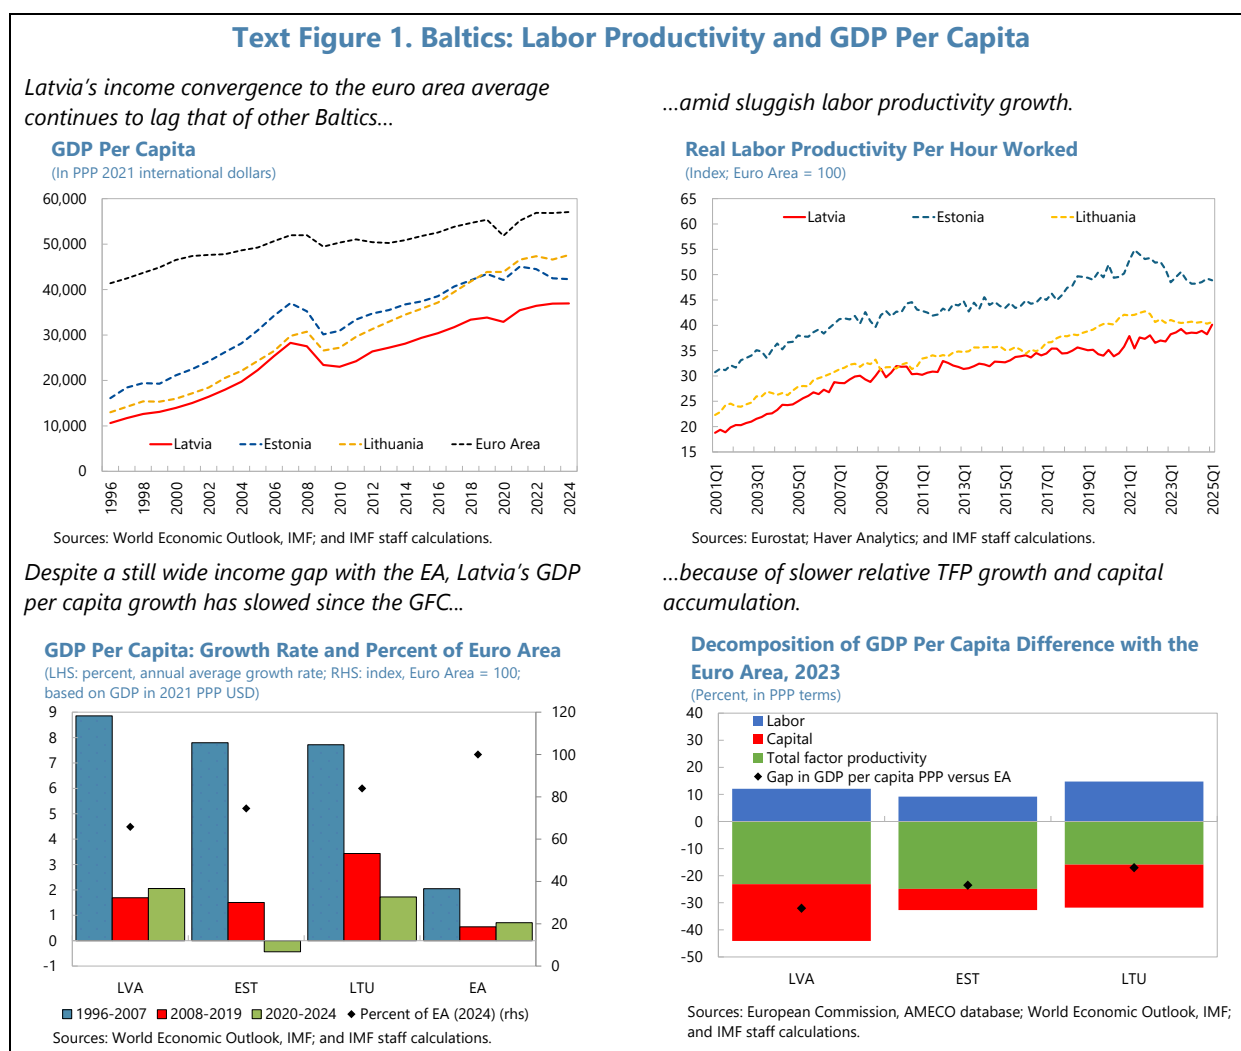 Text Figure 1. Baltics: Labor Productivity and GDP Per Capita
Latvia's income convergence to the euro area average
continues to lag that of other Baltics...
GDP Per Capita
(In PPP 2021 international dollars)
60,000
50,000
40,000
30,000
20,000
10,000
0
Latvia Estonia Lithuania Euro Area
1996 1998 2000 2002 2004 2006 2008 2010 2012 2014 2016 2018 2020 2022 2024
Sources: World Economic Outlook, IMF; and IMF staff calculations.
...amid sluggish labor productivity growth.
Real Labor Productivity Per Hour Worked
(Index; Euro Area = 100)
65
60
55
50
45
40
35
30
25
20
15
Latvia Estonia Lithuania
2001Q1 2003Q1 2005Q1 2007Q1 2009Q1 2011Q1 2013Q1 2015Q1 2017Q1 2019Q1 2021Q1 2023Q1 2025Q1
Sources: Eurostat; Haver Analytics; and IMF staff calculations.
Despite a still wide income gap with the EA, Latvia's GDP
per capita growth has slowed since the GFC...
GDP Per Capita: Growth Rate and Percent of Euro Area
(LHS: percent, annual average growth rate; RHS: index, Euro Area = 100;
based on GDP in 2021 PPP USD)
9
8
7
6
5
4
3
2
1
0
-1
120
100
80
60
40
20
0
LVA EST LTU EA
1996-2007 2008-2019 2020-2024 Percent of EA (2024) (rhs)
Sources: World Economic Outlook, IMF; and IMF staff calculations.
...because of slower relative TFP growth and capital
accumulation.
Decomposition of GDP Per Capita Difference with the
Euro Area, 2023
(Percent, in PPP terms)
40
30
20
10
0
-10
-20
-30
-40
-50
Labor
Capital
Total factor productivity
Gap in GDP per capita PPP versus EA
LVA EST LTU
Sources: European Commission, AMECO database; World Economic Outlook, IMF;
and IMF staff calculations.